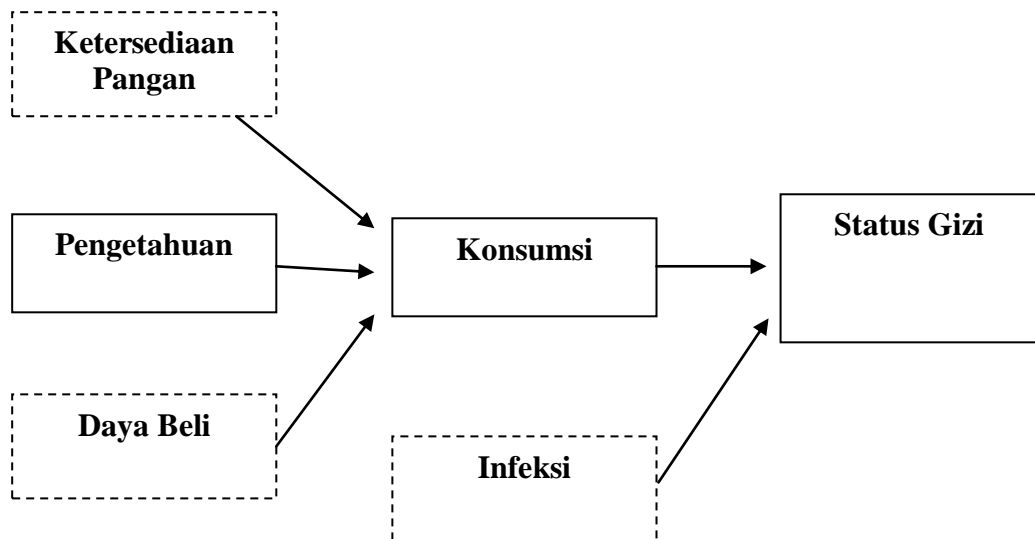 Ketersediaan
Pangan
Pengetahuan
Konsumsi
Status Gizi
Daya Beli
Infeksi